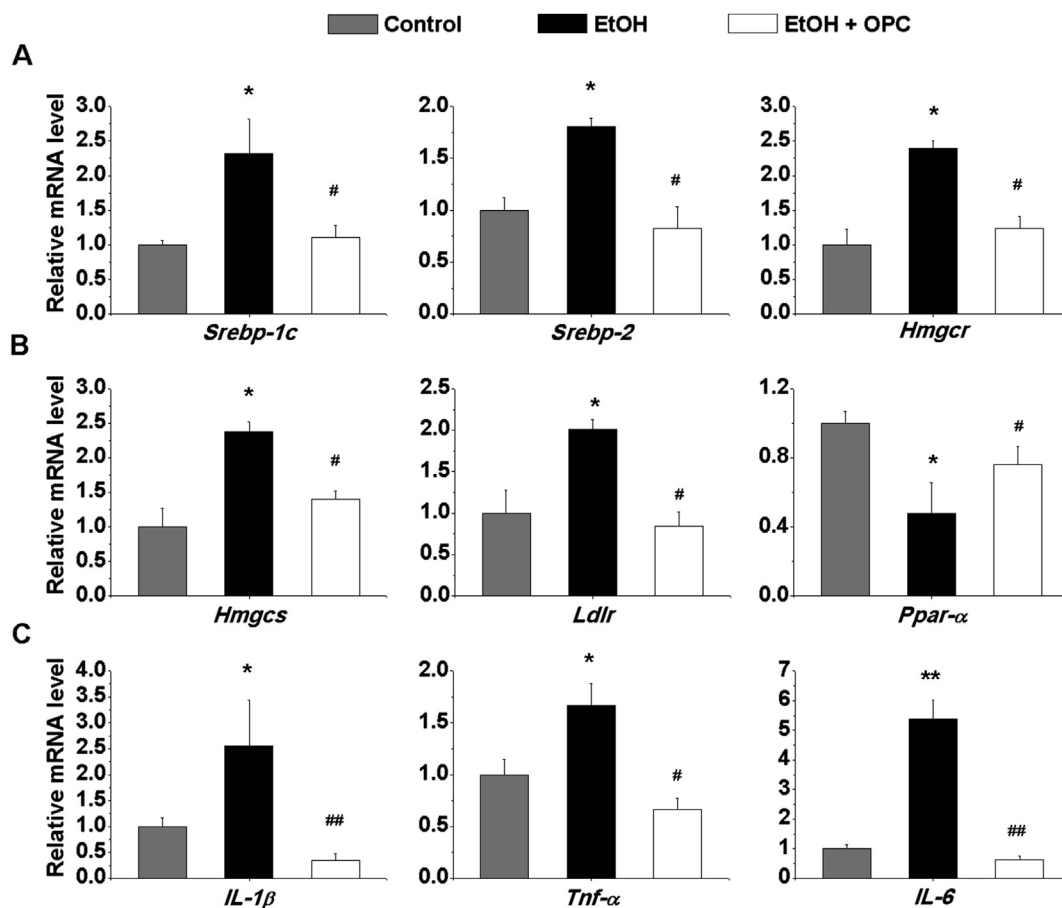 Control EtOH EtOH + OPC
A
Relative mRNA level
3.0 2.5 2.0 1.5 1.0 0.5 0.0
* #
Srebp-1c
2.0 1.5 1.0 0.5 0.0
* #
Srebp-2
3.0 2.5 2.0 1.5 1.0 0.5 0.0
* #
Hmgcr
B
Relative mRNA level
3.0 2.5 2.0 1.5 1.0 0.5 0.0
* #
Hmgcs
2.5 2.0 1.5 1.0 0.5 0.0
* #
Ldlr
1.2 0.8 0.4 0.0
* #
Ppar-α
C
Relative mRNA level
4.0 3.5 3.0 2.5 2.0 1.5 1.0 0.5 0.0
* ##
IL-1β
2.0 1.5 1.0 0.5 0.0
* #
Tnf-α
7 6 5 4 3 2 1 0
** ##
IL-6